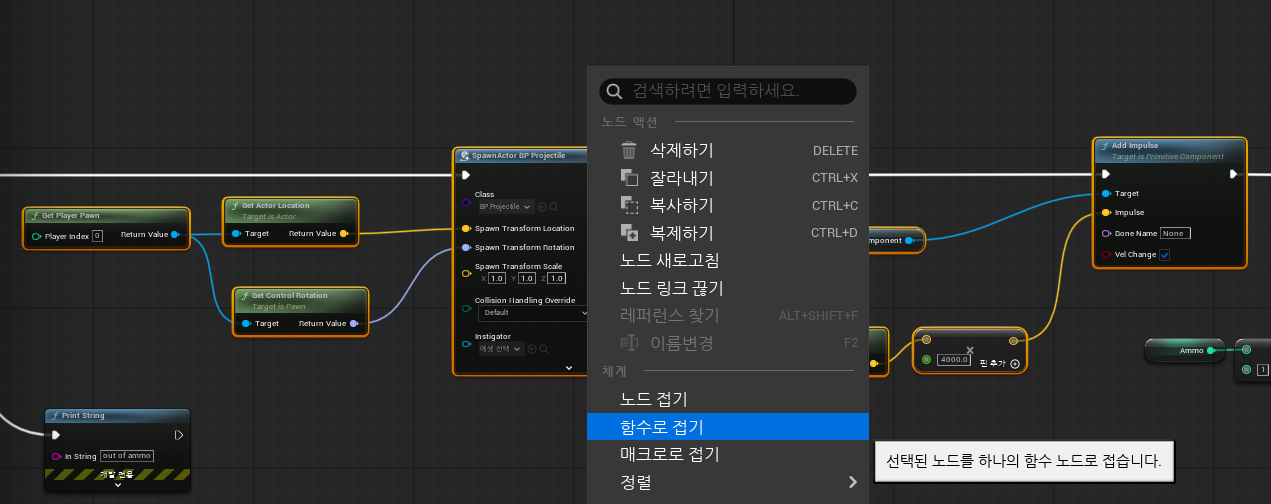 Get Player Pawn
Player Index 0
Return Value
Get Actor Location
Target is Actor
Target
Return Value
Get Control Rotation
Target is Pawn
Target
Return Value
Print String
In String out of ammo
개발 전용
SpawnActor BP Projectile
Class
BP Projectile
Spawn Transform Location
Spawn Transform Rotation
Spawn Transform Scale
X 1.0 Y 1.0 Z 1.0
Collision Handling Override
Default
Instigator
에셋 선택
검색하려면 입력하세요.
노드 액션
삭제하기 DELETE
잘라내기 CTRL+X
복사하기 CTRL+C
복제하기 CTRL+D
노드 새로고침
노드 링크 끊기
레퍼런스 찾기 ALT+SHIFT+F
이름변경 F2
체계
노드 접기
함수로 접기
매크로로 접기
정렬
선택된 노드를 하나의 함수 노드로 접습니다.
mponent
4000.0
핀 추가
Add Impulse
Target is Primitive Component
Target
Impulse
Bone Name None
Vel Change
Ammo
1